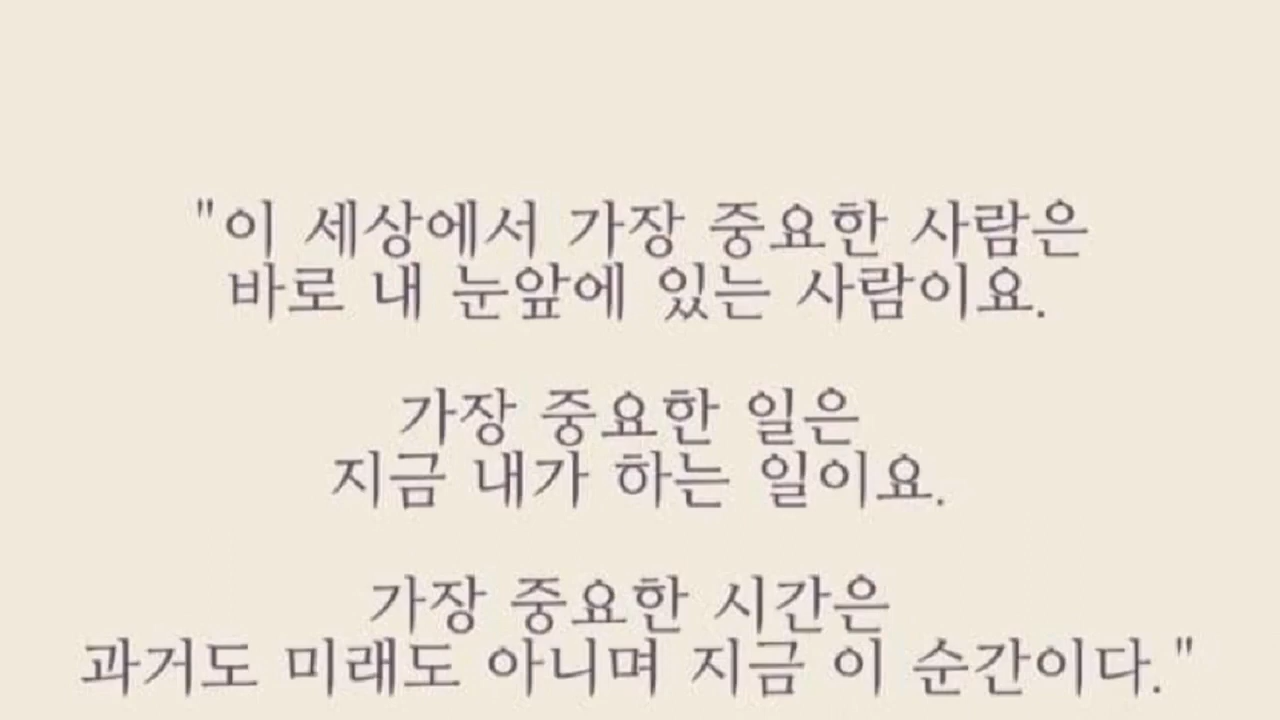 "이 세상에서 가장 중요한 사람은
바로 내 눈앞에 있는 사람이요.
가장 중요한 일은
지금 내가 하는 일이요.
가장 중요한 시간은
과거도 미래도 아니며 지금 이 순간이다."